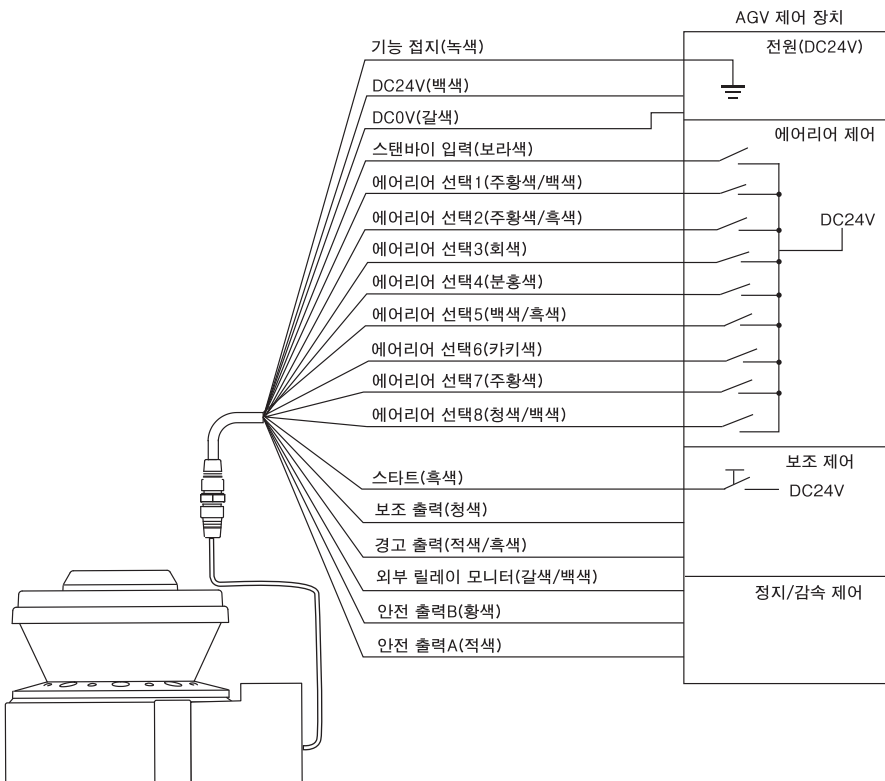 AGV 제어 장치
전원(DC24V)
기능 접지(녹색)
DC24V(백색)
DC0V(갈색)
에어리어 제어
스탠바이 입력(보라색)
에어리어 선택1(주황색/백색)
에어리어 선택2(주황색/흑색)
DC24V
에어리어 선택3(회색)
에어리어 선택4(분홍색)
에어리어 선택5(백색/흑색)
에어리어 선택6(카키색)
에어리어 선택7(주황색)
에어리어 선택8(청색/백색)
보조 제어
스타트(흑색)
DC24V
보조 출력(청색)
경고 출력(적색/흑색)
외부 릴레이 모니터(갈색/백색)
정지/감속 제어
안전 출력B(황색)
안전 출력A(적색)